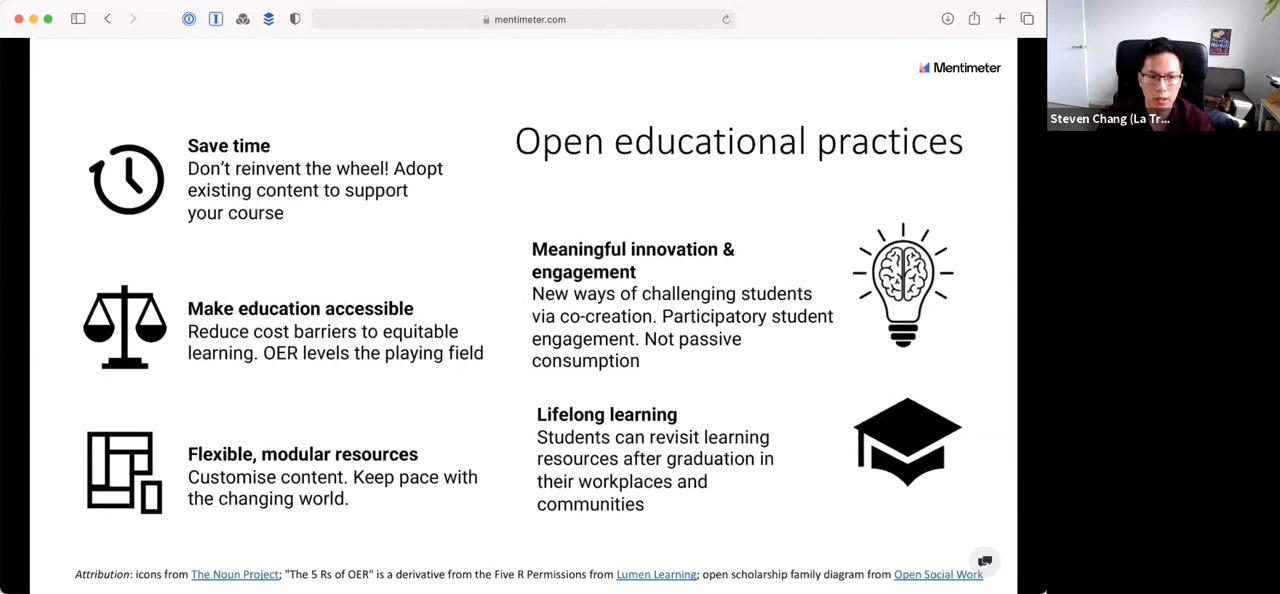 mentimeter.com
Mentimeter
Steven Chang (La Tr...
Open educational practices
Save time
Don't reinvent the wheel! Adopt
existing content to support
your course
Make education accessible
Reduce cost barriers to equitable
learning. OER levels the playing field
Flexible, modular resources
Customise content. Keep pace with
the changing world.
Meaningful innovation &
engagement
New ways of challenging students
via co-creation. Participatory student
engagement. Not passive
consumption
Lifelong learning
Students can revisit learning
resources after graduation in
their workplaces and
communities
Attribution: icons from The Noun Project; "The 5 Rs of OER" is a derivative from the Five R Permissions from Lumen Learning; open scholarship family diagram from Open Social Work